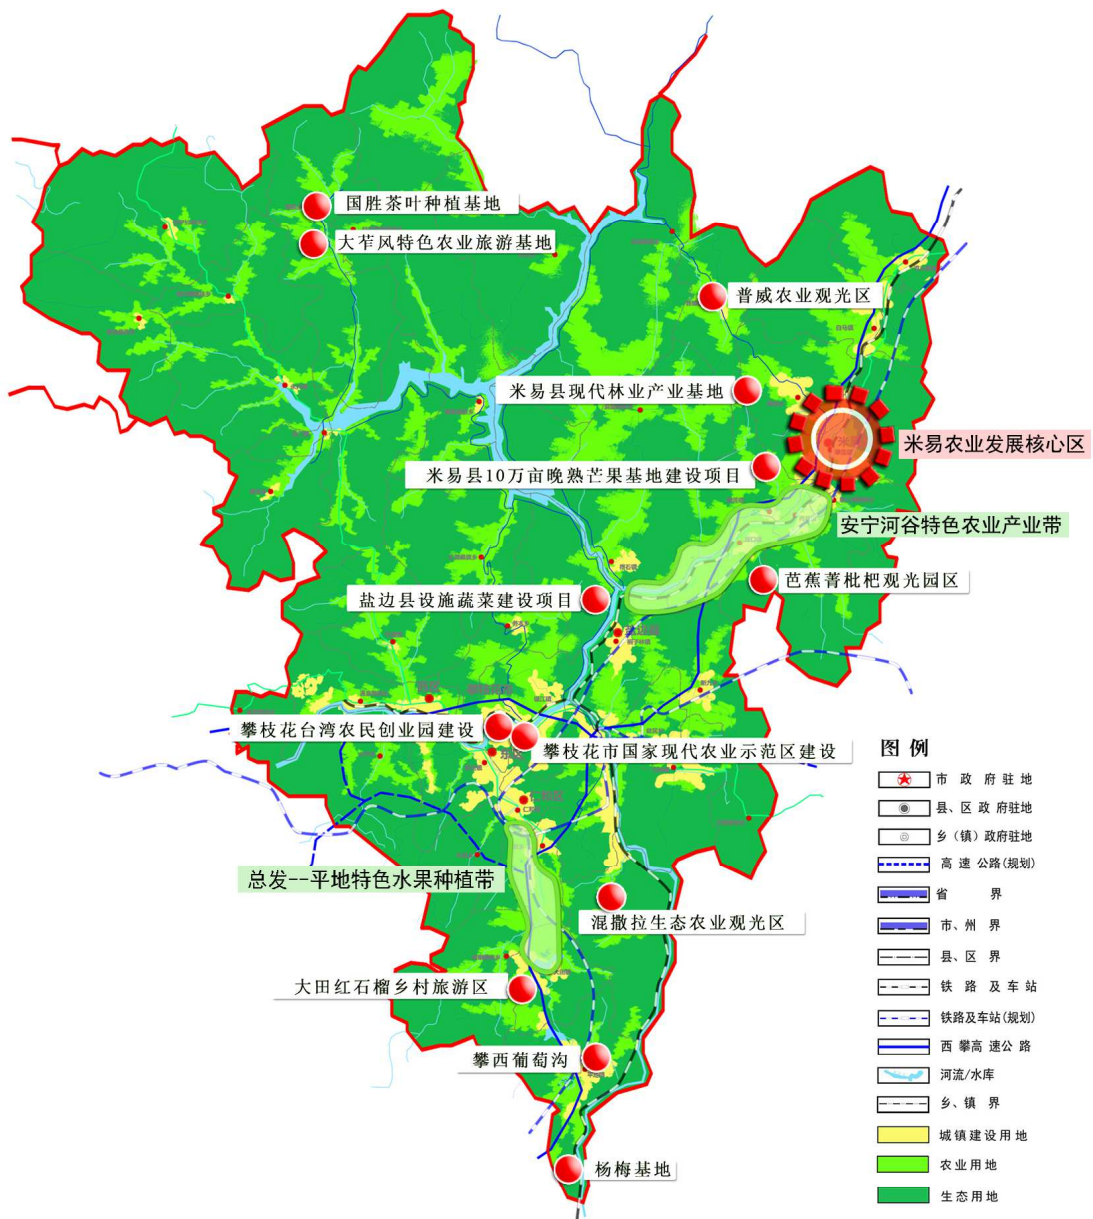 国胜茶叶种植基地
大笮风特色农业旅游基地
普威农业观光区
白马镇
米易县现代林业产业基地
米易
米易农业发展核心区
米易县10万亩晚熟芒果基地建设项目
安宁河谷特色农业产业带
芭蕉菁枇杷观光园区
盐边县设施蔬菜建设项目
攀枝花台湾农民创业园建设
攀枝花市国家现代农业示范区建设
仁和区
总发--平地特色水果种植带
混撒拉生态农业观光区
大田红石榴乡村旅游区
攀西葡萄沟
杨梅基地
图例
市政府驻地
县、区政府驻地
乡（镇）政府驻地
高速公路(规划)
省界
市、州界
县、区界
铁路及车站
铁路及车站(规划)
西攀高速公路
河流/水库
乡、镇界
城镇建设用地
农业用地
生态用地